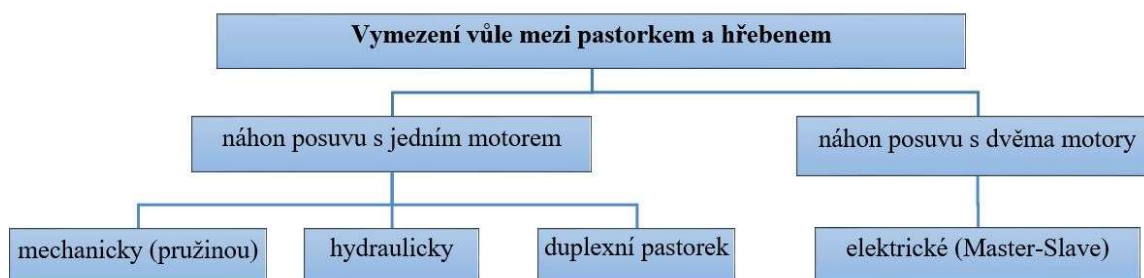 Vymezení vůle mezi pastorkem a hřebenem
náhon posuvu s jedním motorem
náhon posuvu s dvěma motory
mechanicky (pružinou)
hydraulicky
duplexní pastorek
elektrické (Master-Slave)